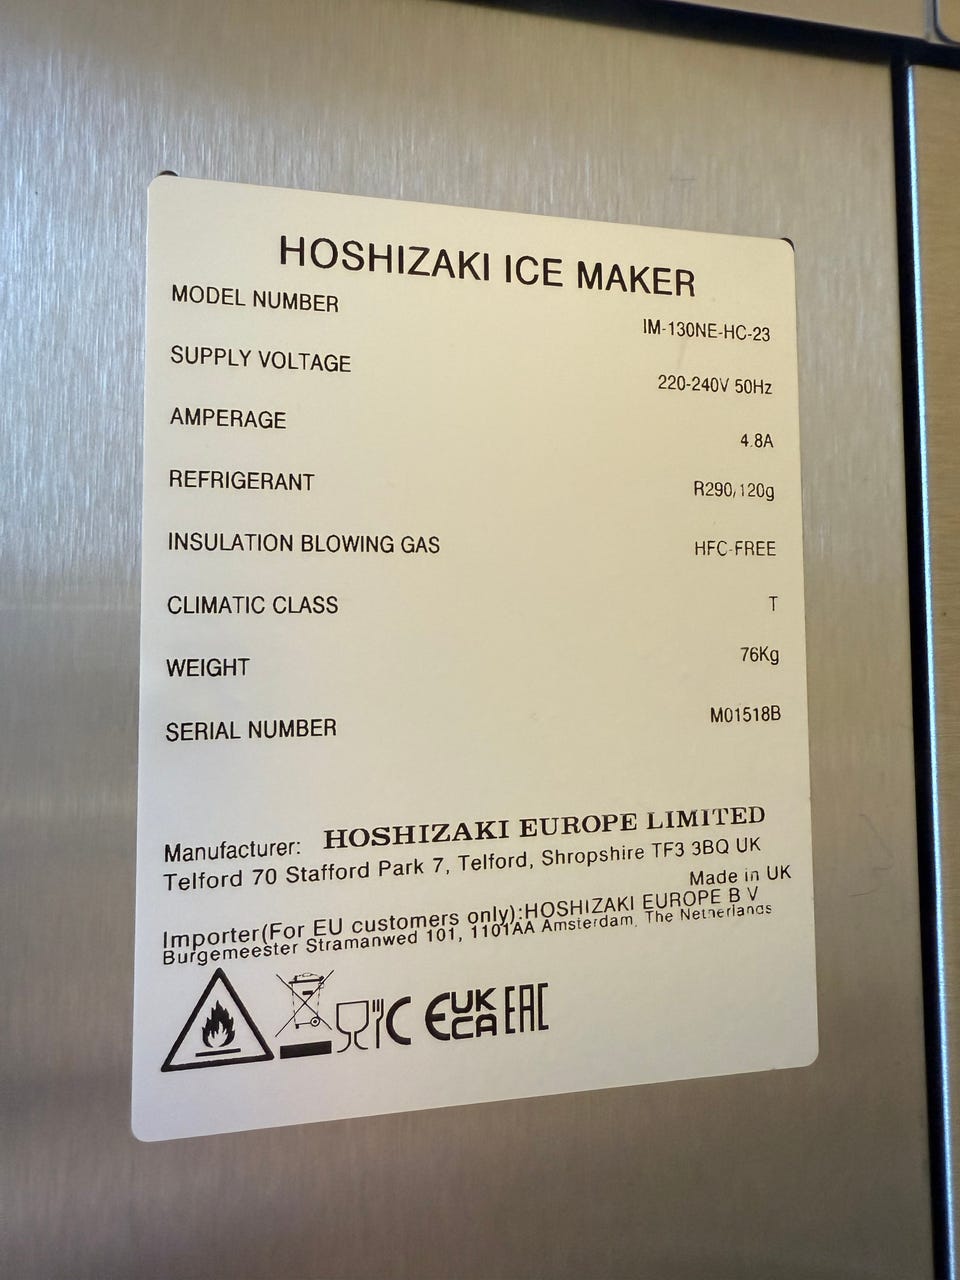 HOSHIZAKI ICE MAKER
MODEL NUMBER IM-130NE-HC-23
SUPPLY VOLTAGE 220-240V 50Hz
AMPERAGE 4.8A
REFRIGERANT R290,120g
INSULATION BLOWING GAS HFC-FREE
CLIMATIC CLASS T
WEIGHT 76Kg
SERIAL NUMBER M01518B
Manufacturer: HOSHIZAKI EUROPE LIMITED
Telford 70 Stafford Park 7, Telford, Shropshire TF3 3BQ UK
Made in UK
Importer(For EU customers only):HOSHIZAKI EUROPE B V
Burgemeester Stramanwed 101, 1101AA Amsterdam, The Netherlands
CE UK CA EAC